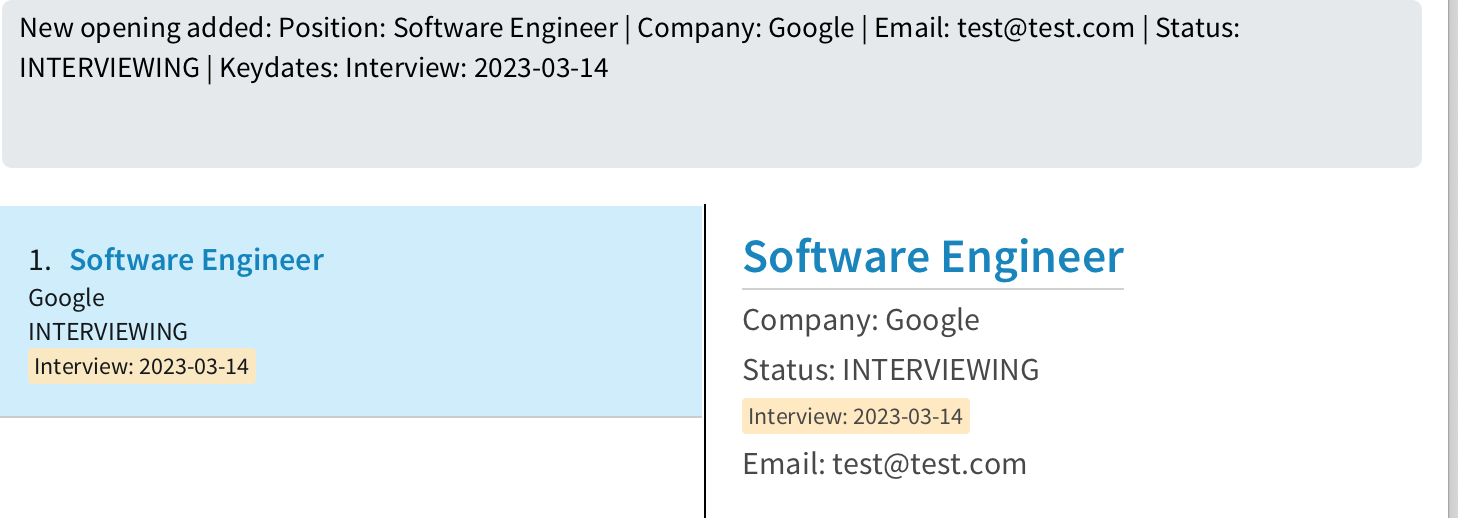 New opening added: Position: Software Engineer | Company: Google | Email: test@test.com | Status:
INTERVIEWING | Keydates: Interview: 2023-03-14
1. Software Engineer
Google
INTERVIEWING
Interview: 2023-03-14
Software Engineer
Company: Google
Status: INTERVIEWING
Interview: 2023-03-14
Email: test@test.com